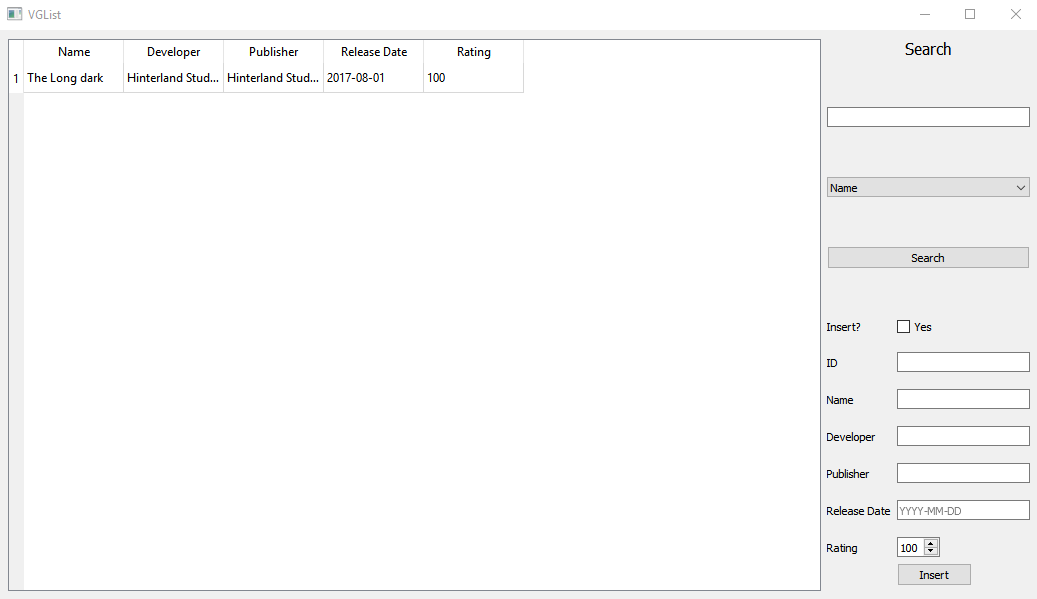 VGList
Name Developer Publisher Release Date Rating
1 The Long dark Hinterland Stud... Hinterland Stud... 2017-08-01 100
Search
Name
Search
Insert? Yes
ID
Name
Developer
Publisher
Release Date YYYY-MM-DD
Rating 100
Insert